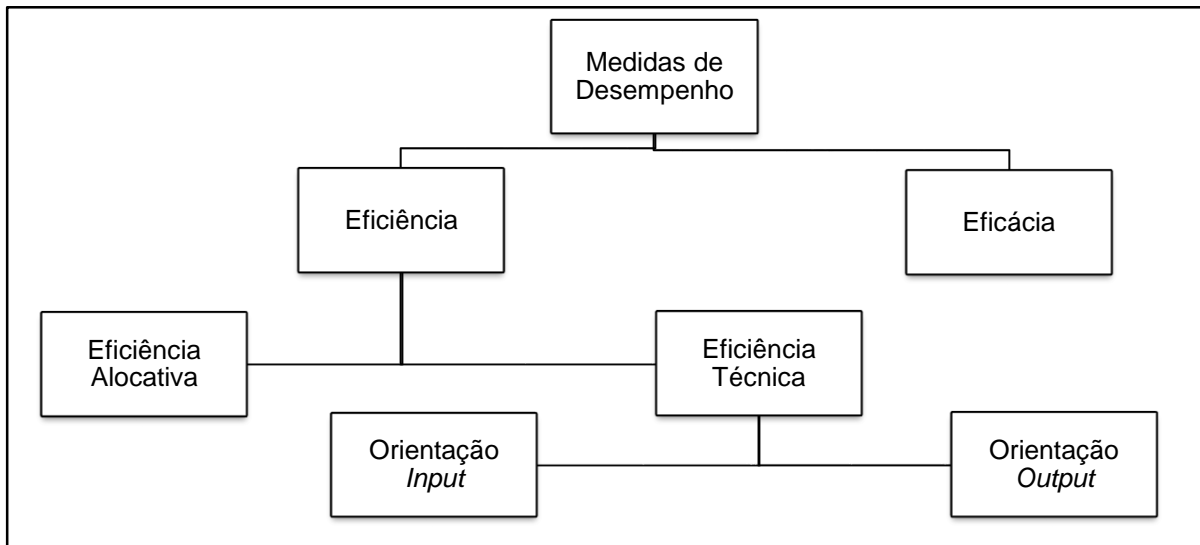 Medidas de
Desempenho
Eficiência
Eficácia
Eficiência
Alocativa
Eficiência
Técnica
Orientação
Input
Orientação
Output